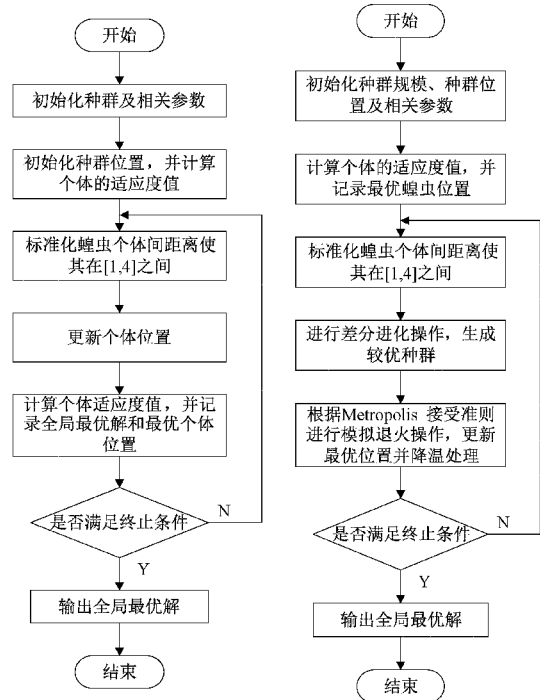 开始
初始化种群及相关参数
初始化种群位置，并计算
个体的适应度值
标准化蝗虫个体间距离使
其在[1,4]之间
更新个体位置
计算个体适应度值，并记
录全局最优解和最优个体
位置
是否满足终止条件
N
Y
输出全局最优解
结束
开始
初始化种群规模、种群位
置及相关参数
计算个体的适应度值，并
记录最优蝗虫位置
标准化蝗虫个体间距离使
其在[1,4]之间
进行差分进化操作，生成
较优种群
根据Metropolis 接受准则
进行模拟退火操作，更新
最优位置并降温处理
是否满足终止条件
N
Y
输出全局最优解
结束